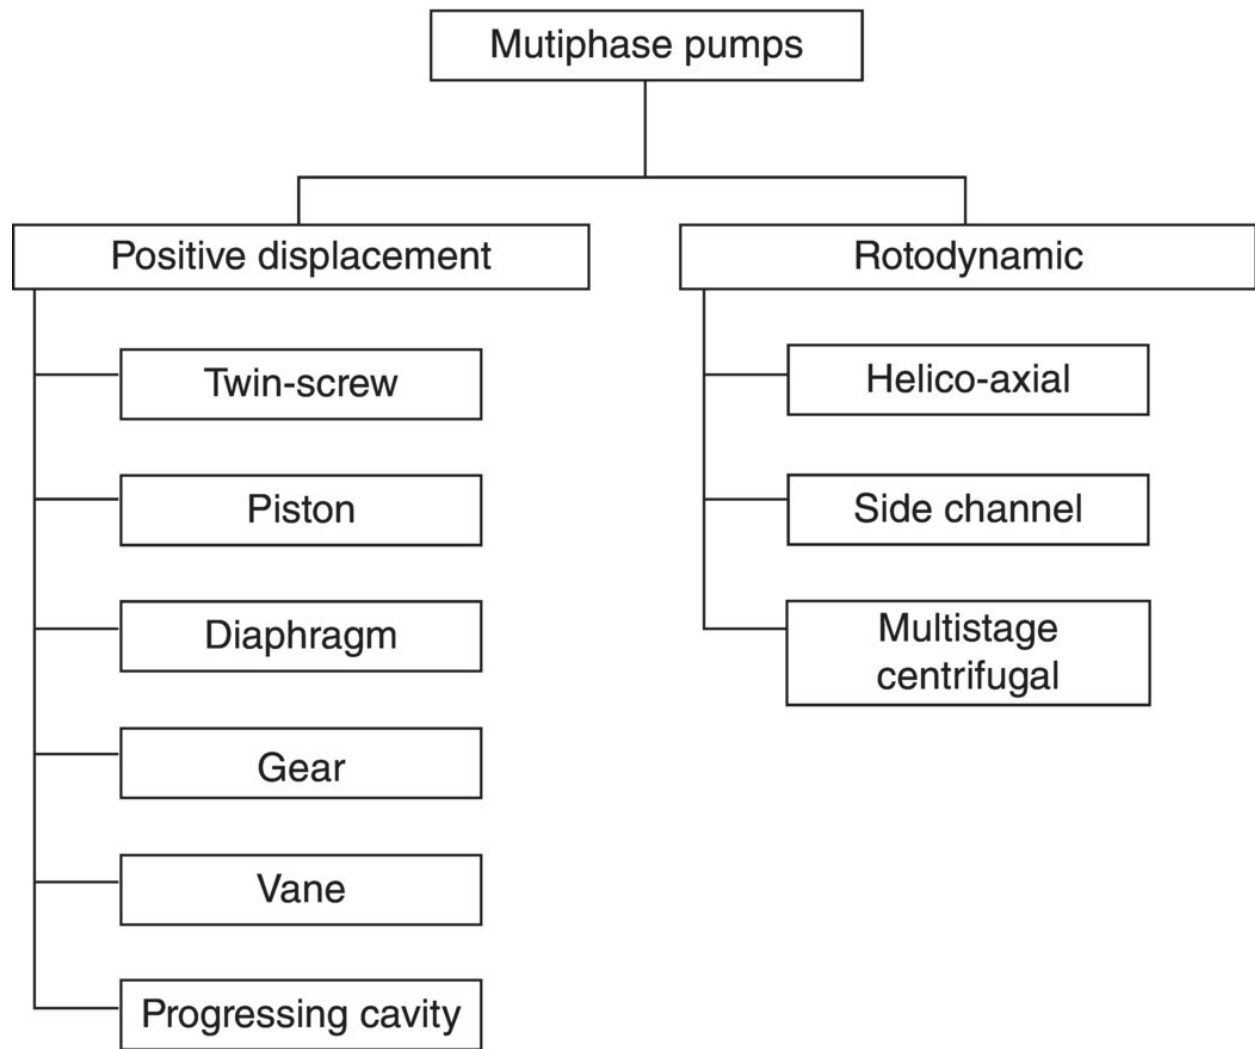 Mutiphase pumps
Positive displacement
Rotodynamic
Twin-screw
Piston
Diaphragm
Gear
Vane
Progressing cavity
Helico-axial
Side channel
Multistage
centrifugal